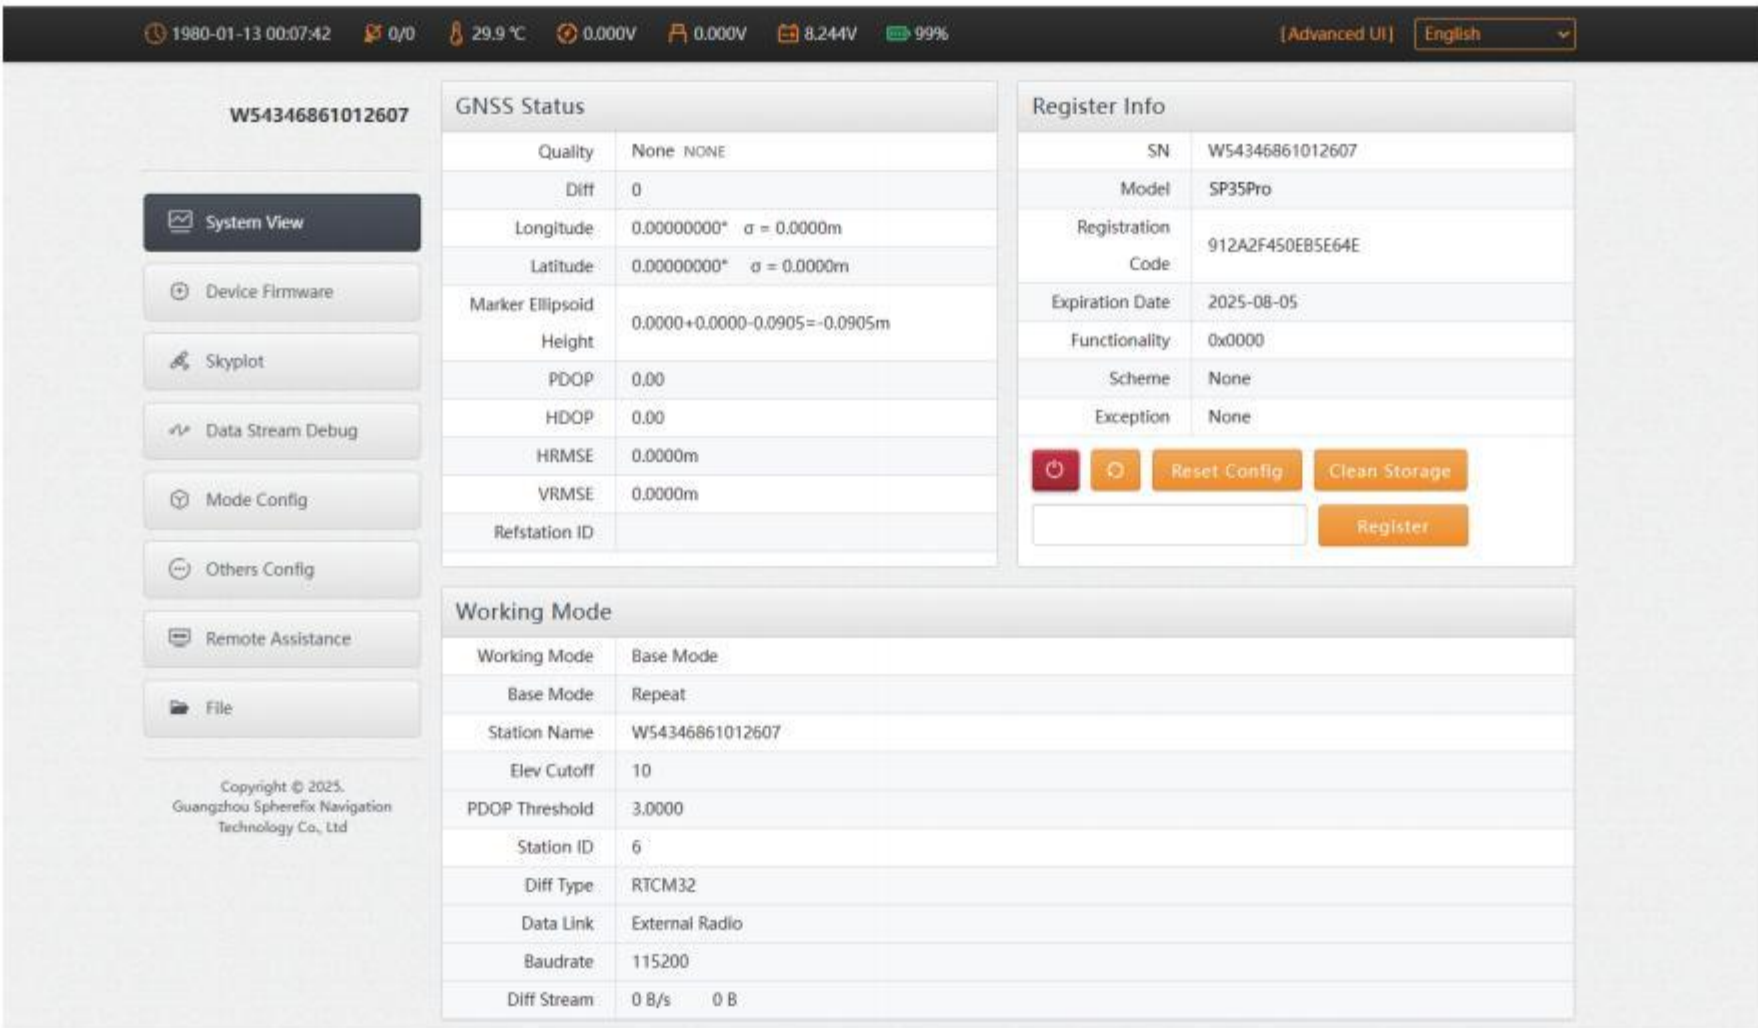 1980-01-13 00:07:42 0/0 29.9 ℃ 0.000V 0.000V 8.244V 99% [Advanced UI] English
W54346861012607
System View
Device Firmware
Skyplot
Data Stream Debug
Mode Config
Others Config
Remote Assistance
File
Copyright © 2025.
Guangzhou Spherefix Navigation
Technology Co., Ltd
GNSS Status
Quality None NONE
Diff 0
Longitude 0.00000000° σ = 0.0000m
Latitude 0.00000000° σ = 0.0000m
Marker Ellipsoid
Height 0.0000+0.0000-0.0905=-0.0905m
PDOP 0.00
HDOP 0.00
HRMSE 0.0000m
VRMSE 0.0000m
Refstation ID
Register Info
SN W54346861012607
Model SP35Pro
Registration
Code 912A2F450EB5E64E
Expiration Date 2025-08-05
Functionality 0x0000
Scheme None
Exception None
Reset Config Clean Storage
Register
Working Mode
Working Mode Base Mode
Base Mode Repeat
Station Name W54346861012607
Elev Cutoff 10
PDOP Threshold 3.0000
Station ID 6
Diff Type RTCM32
Data Link External Radio
Baudrate 115200
Diff Stream 0 B/s 0 B